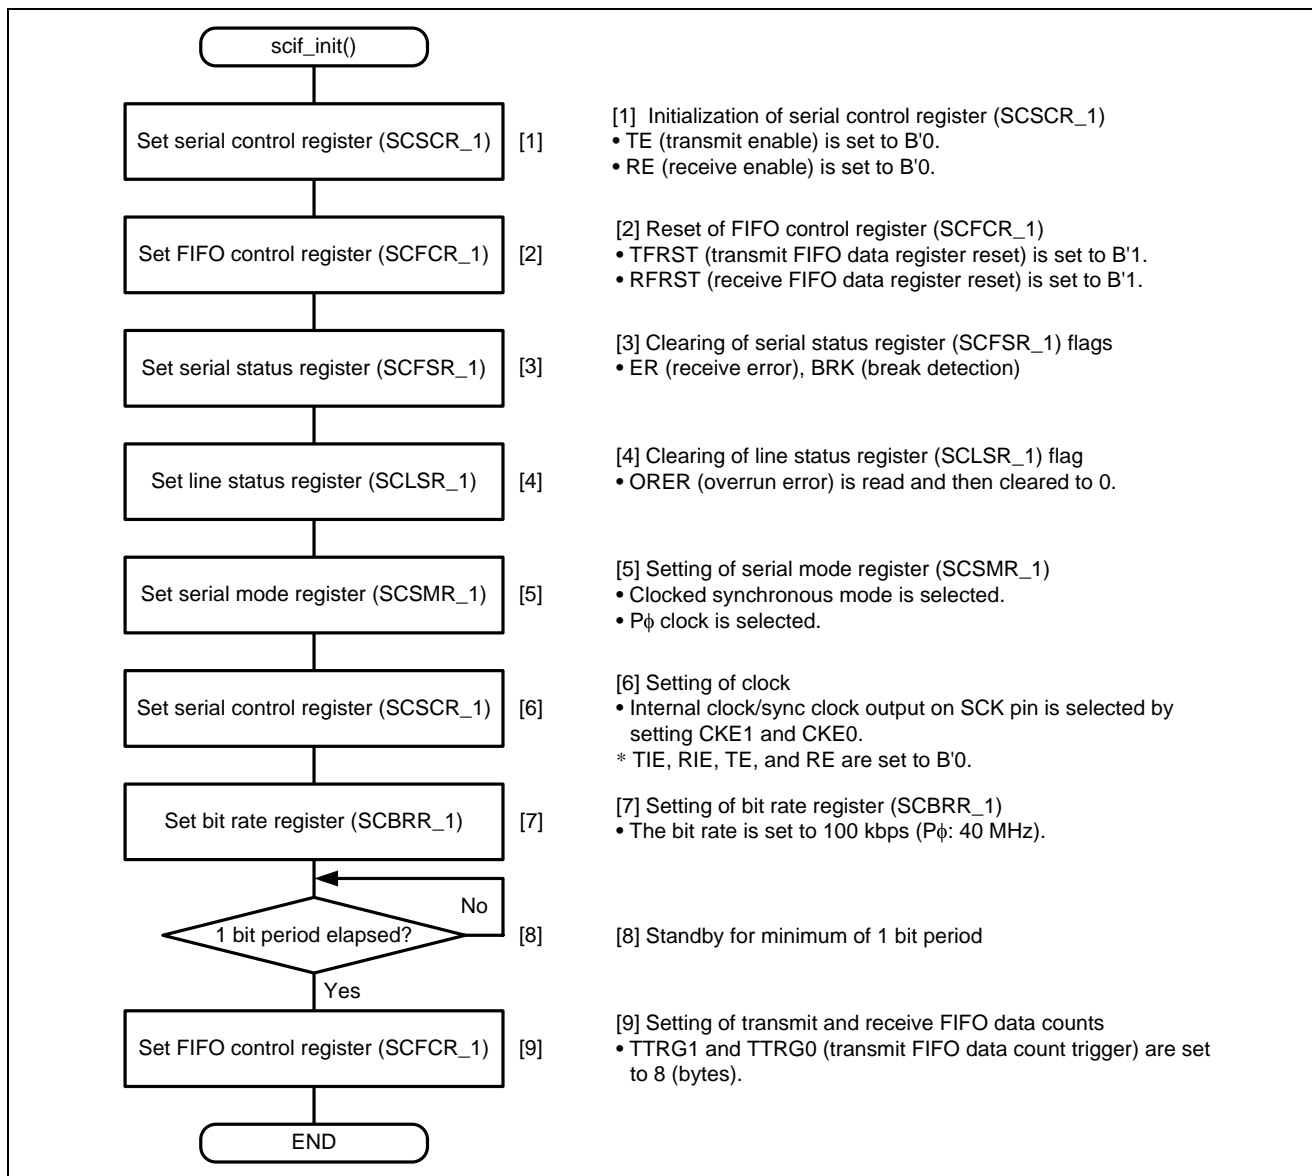 scif_init()
Set serial control register (SCSCR_1)
[1]
[1]  Initialization of serial control register (SCSCR_1)
• TE (transmit enable) is set to B'0.
• RE (receive enable) is set to B'0.
Set FIFO control register (SCFCR_1)
[2]
[2] Reset of FIFO control register (SCFCR_1)
• TFRST (transmit FIFO data register reset) is set to B'1.
• RFRST (receive FIFO data register reset) is set to B'1.
Set serial status register (SCFSR_1)
[3]
[3] Clearing of serial status register (SCFSR_1) flags
• ER (receive error), BRK (break detection)
Set line status register (SCLSR_1)
[4]
[4] Clearing of line status register (SCLSR_1) flag
• ORER (overrun error) is read and then cleared to 0.
Set serial mode register (SCSMR_1)
[5]
[5] Setting of serial mode register (SCSMR_1)
• Clocked synchronous mode is selected.
• Pϕ clock is selected.
Set serial control register (SCSCR_1)
[6]
[6] Setting of clock
• Internal clock/sync clock output on SCK pin is selected by
setting CKE1 and CKE0.
* TIE, RIE, TE, and RE are set to B'0.
Set bit rate register (SCBRR_1)
[7]
[7] Setting of bit rate register (SCBRR_1)
• The bit rate is set to 100 kbps (Pϕ: 40 MHz).
No
1 bit period elapsed?
[8]
[8] Standby for minimum of 1 bit period
Yes
Set FIFO control register (SCFCR_1)
[9]
[9] Setting of transmit and receive FIFO data counts
• TTRG1 and TTRG0 (transmit FIFO data count trigger) are set
to 8 (bytes).
END